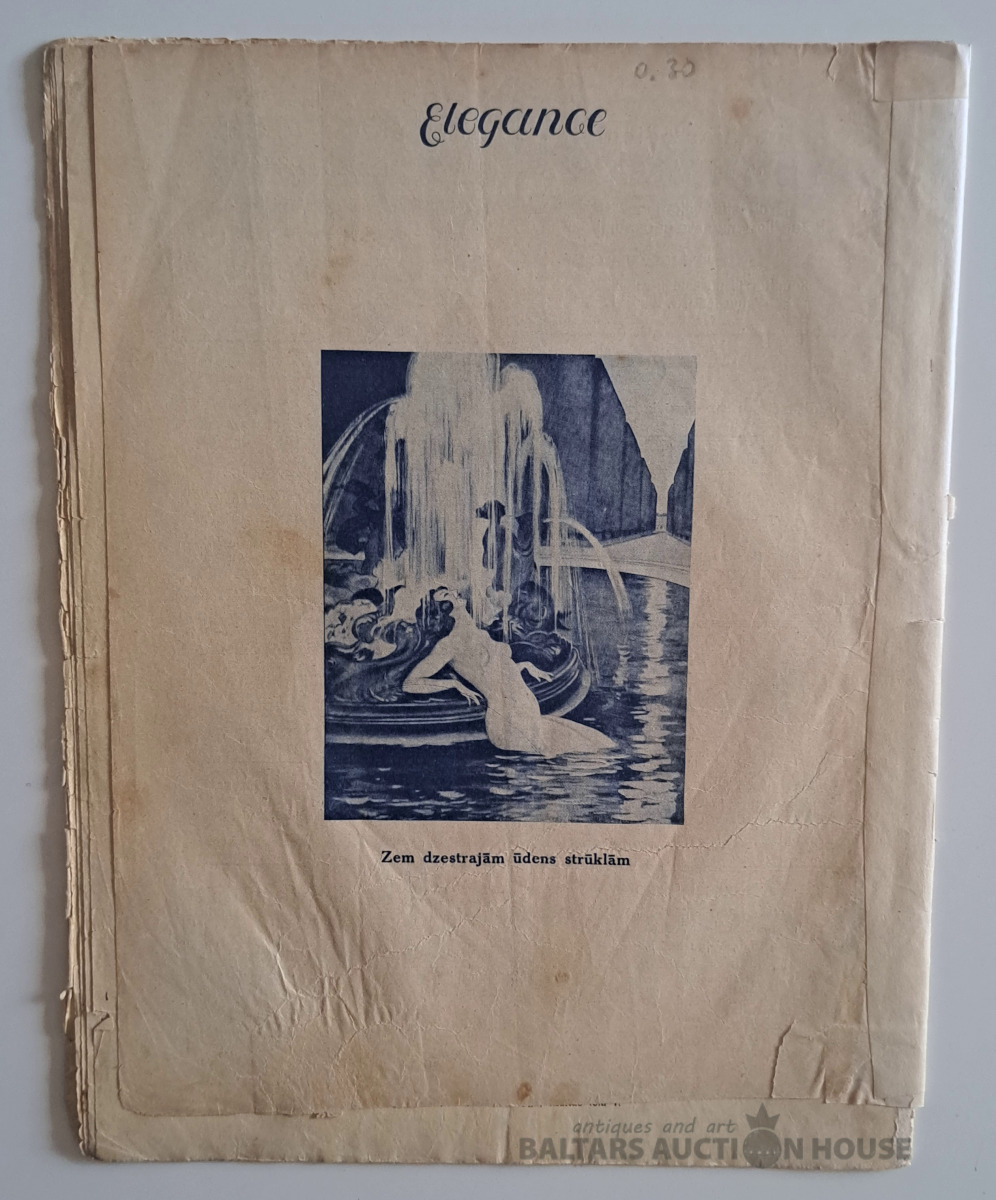 0.30
Elegance
Zem dzestrajām ūdens strūklām
antiques and art
BALTARS AUCTION HOUSE